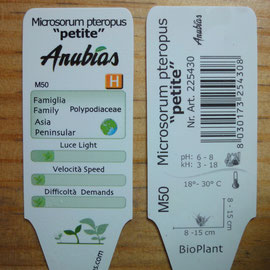 Microsorum pteropus
"petite"
Anubias
M50
H
Famiglia
Family Polypodiaceae
Asia
Peninsular
Luce Light
Velocità Speed
Difficoltà Demands
M50 Microsorum pteropus
"petite"
Nr. Art. 225430
Anubias
8030173254308
pH: 6 - 8
kH: 3 - 18
18°- 30° C
8 - 15 cm
8 -15 cm
BioPlant